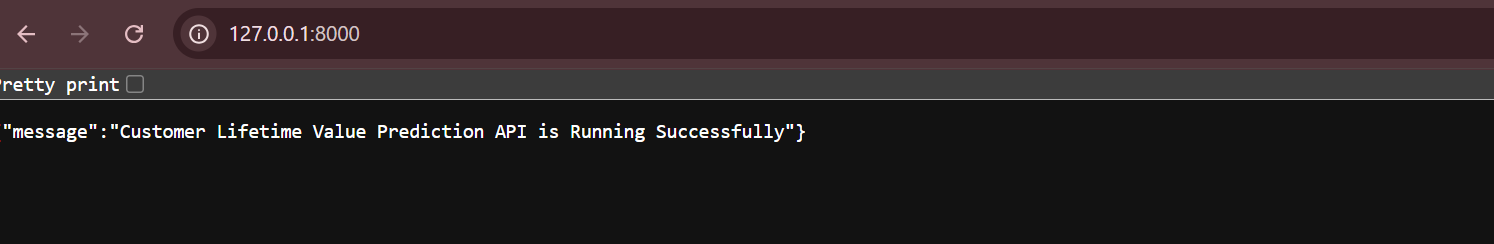 127.0.0.1:8000
Pretty print
{"message":"Customer Lifetime Value Prediction API is Running Successfully"}